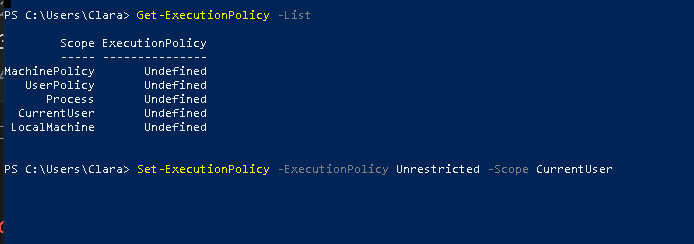 PS C:\Users\Clara> Get-ExecutionPolicy -List
Scope ExecutionPolicy
----- ---------------
MachinePolicy Undefined
UserPolicy Undefined
Process Undefined
CurrentUser Undefined
LocalMachine Undefined
PS C:\Users\Clara> Set-ExecutionPolicy -ExecutionPolicy Unrestricted -Scope CurrentUser